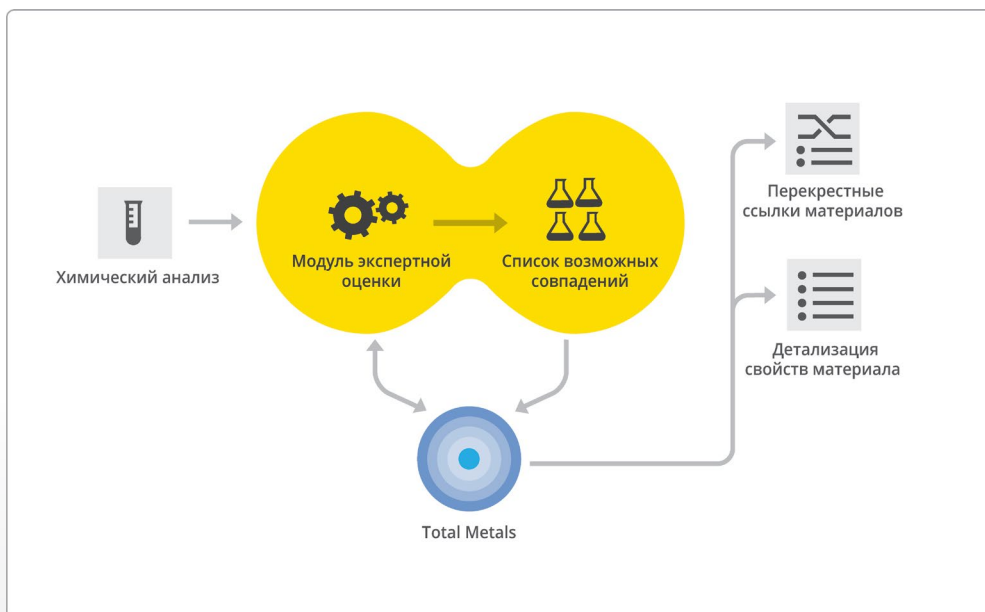 Химический анализ
Модуль экспертной
оценки
Список возможных
совпадений
Total Metals
Перекрестные
ссылки материалов
Детализация
свойств материала